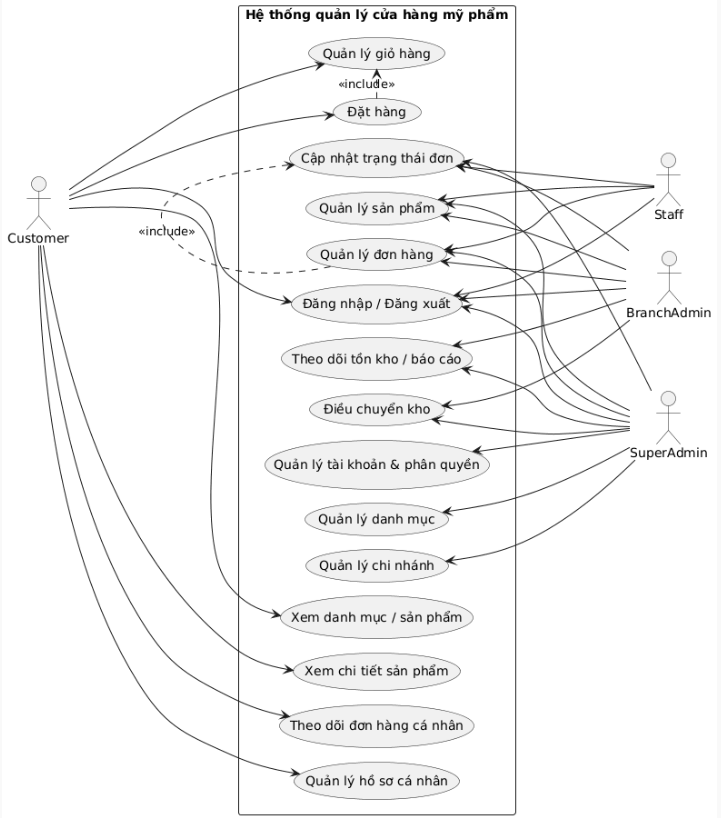 Hệ thống quản lý cửa hàng mỹ phẩm
Quản lý giỏ hàng
«include»
Đặt hàng
Cập nhật trạng thái đơn
Staff
Customer
Quản lý sản phẩm
«include»
Quản lý đơn hàng
BranchAdmin
Đăng nhập / Đăng xuất
Theo dõi tồn kho / báo cáo
Điều chuyển kho
SuperAdmin
Quản lý tài khoản & phân quyền
Quản lý danh mục
Quản lý chi nhánh
Xem danh mục / sản phẩm
Xem chi tiết sản phẩm
Theo dõi đơn hàng cá nhân
Quản lý hồ sơ cá nhân